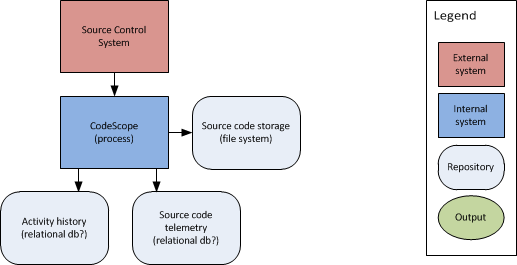 Source Control
System
CodeScope
(process)
Source code storage
(file system)
Activity history
(relational db?)
Source code
telemetry
(relational db?)
Legend
External
system
Internal
system
Repository
Output